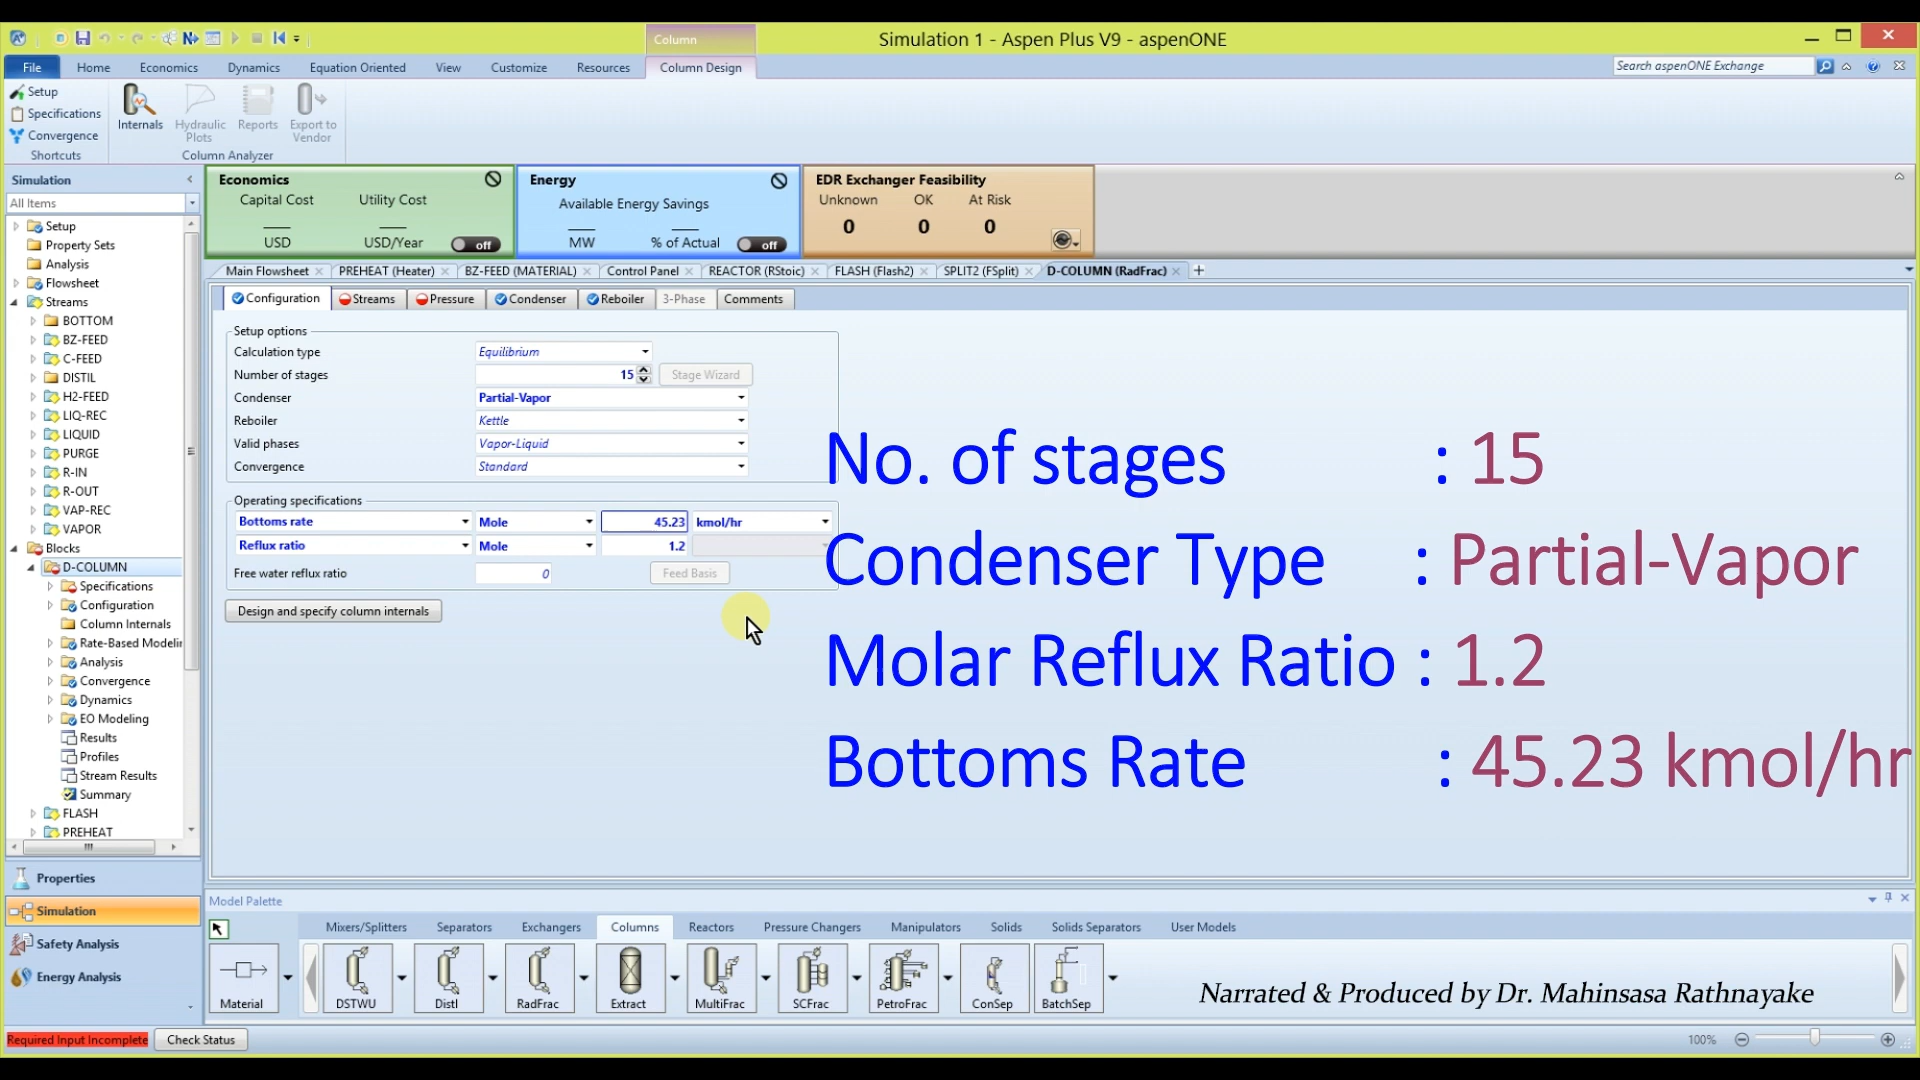 Column
Simulation 1 - Aspen Plus V9 - aspenONE
File Home Economics Dynamics Equation Oriented View Customize Resources Column Design
Search aspenONE Exchange
Setup
Specifications
Convergence
Shortcuts
Internals
Hydraulic Plots
Reports
Export to Vendor
Column Analyzer
Simulation
All Items
Economics
Capital Cost Utility Cost
USD USD/Year off
Energy
Available Energy Savings
MW % of Actual off
EDR Exchanger Feasibility
Unknown OK At Risk
0 0 0
Main Flowsheet PREHEAT (Heater) BZ-FEED (MATERIAL) Control Panel REACTOR (RStoic) FLASH (Flash2) SPLIT2 (FSplit) D-COLUMN (RadFrac)
Configuration Streams Pressure Condenser Reboiler 3-Phase Comments
Setup
Property Sets
Analysis
Flowsheet
Streams
BOTTOM
BZ-FEED
C-FEED
DISTIL
H2-FEED
LIQ-REC
LIQUID
PURGE
R-IN
R-OUT
VAP-REC
VAPOR
Blocks
D-COLUMN
Specifications
Configuration
Column Internals
Rate-Based Modelin
Analysis
Convergence
Dynamics
EO Modeling
Results
Profiles
Stream Results
Summary
FLASH
PREHEAT
Properties
Simulation
Safety Analysis
Energy Analysis
Setup options
Calculation type Equilibrium
Number of stages 15 Stage Wizard
Condenser Partial-Vapor
Reboiler Kettle
Valid phases Vapor-Liquid
Convergence Standard
Operating specifications
Bottoms rate Mole 45.23 kmol/hr
Reflux ratio Mole 1.2
Free water reflux ratio 0 Feed Basis
Design and specify column internals
No. of stages : 15
Condenser Type : Partial-Vapor
Molar Reflux Ratio : 1.2
Bottoms Rate : 45.23 kmol/hr
Model Palette
Mixers/Splitters Separators Exchangers Columns Reactors Pressure Changers Manipulators Solids Solids Separators User Models
Material DSTWU Distl RadFrac Extract MultiFrac SCFrac PetroFrac ConSep BatchSep
Narrated & Produced by Dr. Mahinsasa Rathnayake
Required Input Incomplete Check Status 100%